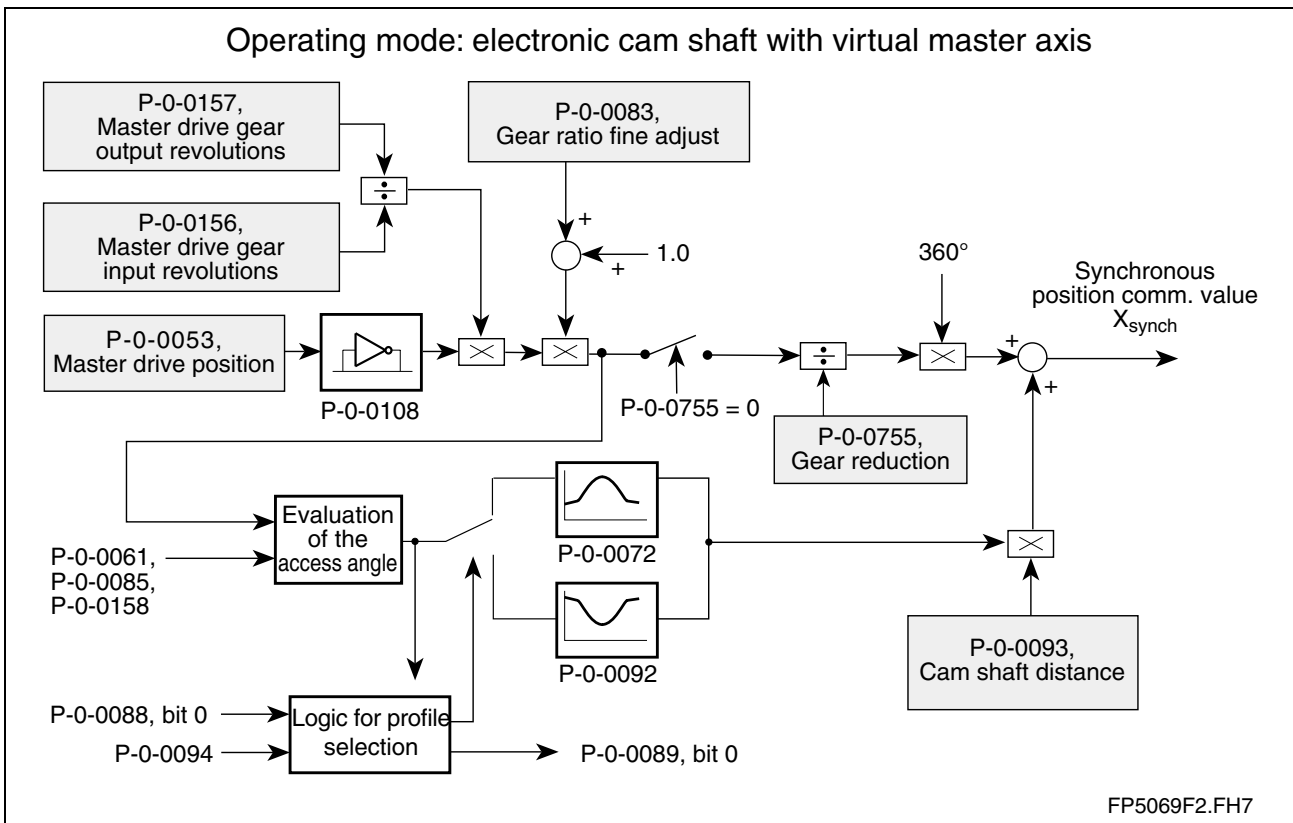 Operating mode: electronic cam shaft with virtual master axis
P-0-0157,
Master drive gear
output revolutions
P-0-0083,
Gear ratio fine adjust
÷
P-0-0156,
Master drive gear
input revolutions
+
1.0
+
360°
Synchronous
position comm. value
Xsynch
P-0-0053,
Master drive position
P-0-0108
×
×
÷
×
+
+
P-0-0755 = 0
P-0-0755,
Gear reduction
Evaluation
of the
access angle
P-0-0061,
P-0-0085,
P-0-0158
P-0-0072
×
P-0-0092
P-0-0093,
Cam shaft distance
P-0-0088, bit 0
P-0-0094
Logic for profile
selection
P-0-0089, bit 0
FP5069F2.FH7